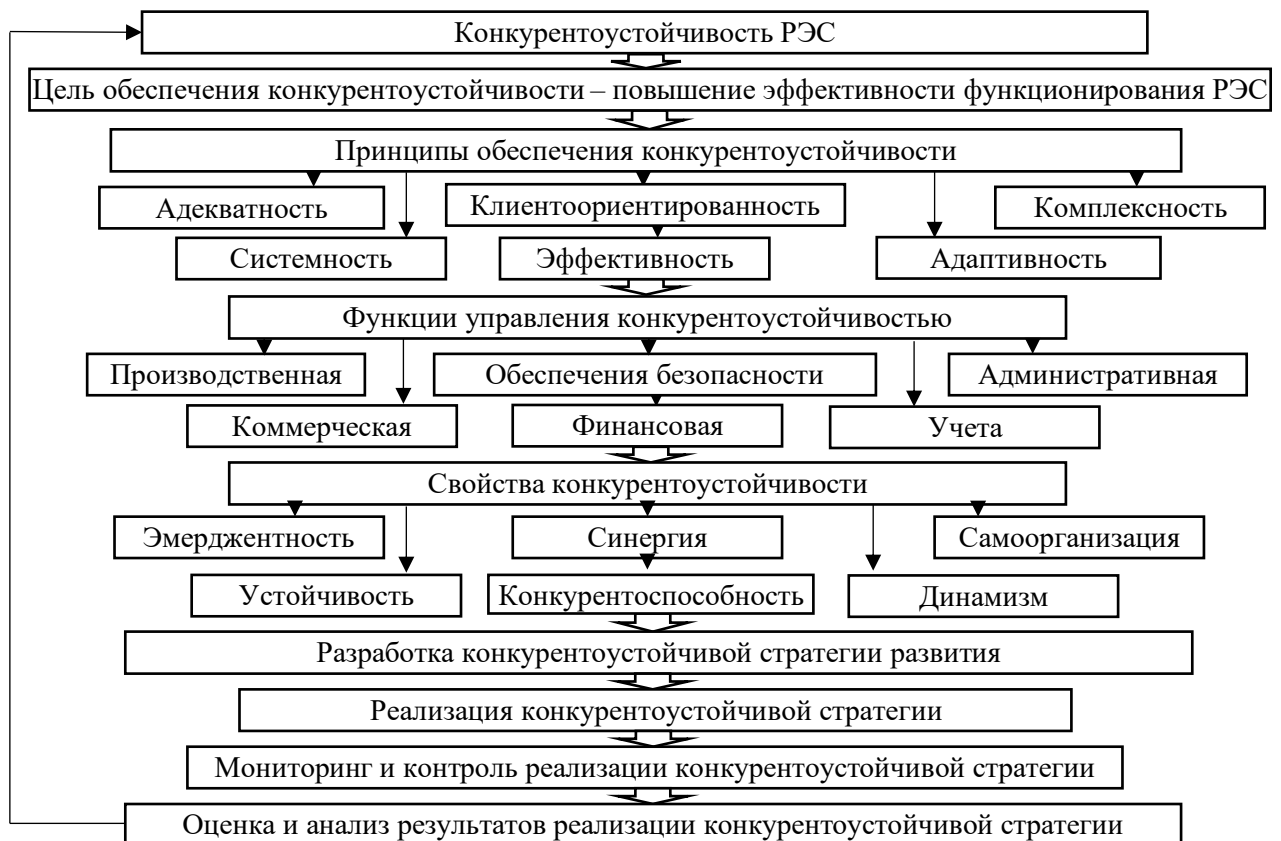 Конкурентоустойчивость РЭС
Цель обеспечения конкурентоустойчивости – повышение эффективности функционирования РЭС
Принципы обеспечения конкурентоустойчивости
Адекватность
Клиентоориентированность
Комплексность
Системность
Эффективность
Адаптивность
Функции управления конкурентоустойчивостью
Производственная
Обеспечения безопасности
Административная
Коммерческая
Финансовая
Учета
Свойства конкурентоустойчивости
Эмерджентность
Синергия
Самоорганизация
Устойчивость
Конкурентоспособность
Динамизм
Разработка конкурентоустойчивой стратегии развития
Реализация конкурентоустойчивой стратегии
Мониторинг и контроль реализации конкурентоустойчивой стратегии
Оценка и анализ результатов реализации конкурентоустойчивой стратегии